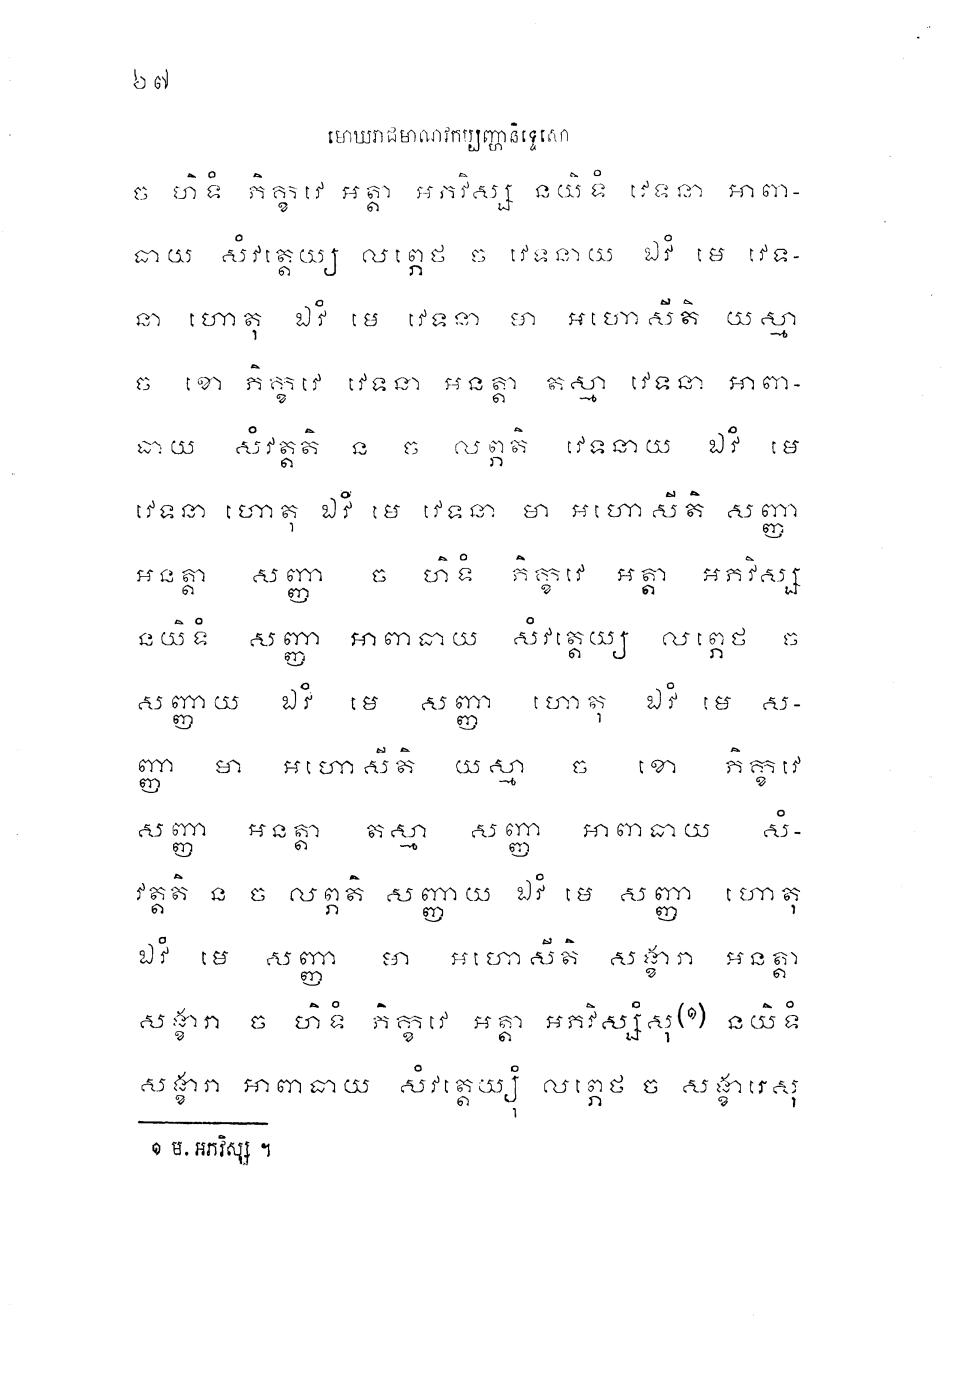 ៦៧
មោឃរាជមាណវកប្បញ្ហានិទ្ទេសោ
ច ហិទំ ភិក្ខវេ អត្តា អភវិស្ស នយិទំ វេទនា អាពា-
ធាយ សំវត្តេយ្យ លព្ភេថ ច វេទនាយ ឯវំ មេ វេទ-
នា ហោតុ ឯវំ មេ វេទនា មា អហោសីតិ យស្មា
ច ខោ ភិក្ខវេ វេទនា អនត្តា តស្មា វេទនា អាពា-
ធាយ សំវត្តតិ ន ច លព្ភតិ វេទនាយ ឯវំ មេ
វេទនា ហោតុ ឯវំ មេ វេទនា មា អហោសីតិ សញ្ញា
អនត្តា សញ្ញា ច ហិទំ ភិក្ខវេ អត្តា អភវិស្ស
នយិទំ សញ្ញា អាពាធាយ សំវត្តេយ្យ លព្ភេថ ច
សញ្ញាយ ឯវំ មេ សញ្ញា ហោតុ ឯវំ មេ ស-
ញ្ញា មា អហោសីតិ យស្មា ច ខោ ភិក្ខវេ
សញ្ញា អនត្តា តស្មា សញ្ញា អាពាធាយ សំ-
វត្តតិ ន ច លព្ភតិ សញ្ញាយ ឯវំ មេ សញ្ញា ហោតុ
ឯវំ មេ សញ្ញា មា អហោសីតិ សង្ខារា អនត្តា
សង្ខារា ច ហិទំ ភិក្ខវេ អត្តា អភវិស្សំសុ(១) នយិទំ
សង្ខារា អាពាធាយ សំវត្តេយ្យុំ លព្ភេថ ច សង្ខារេសុ
១ ម. អភវិស្សុ ។